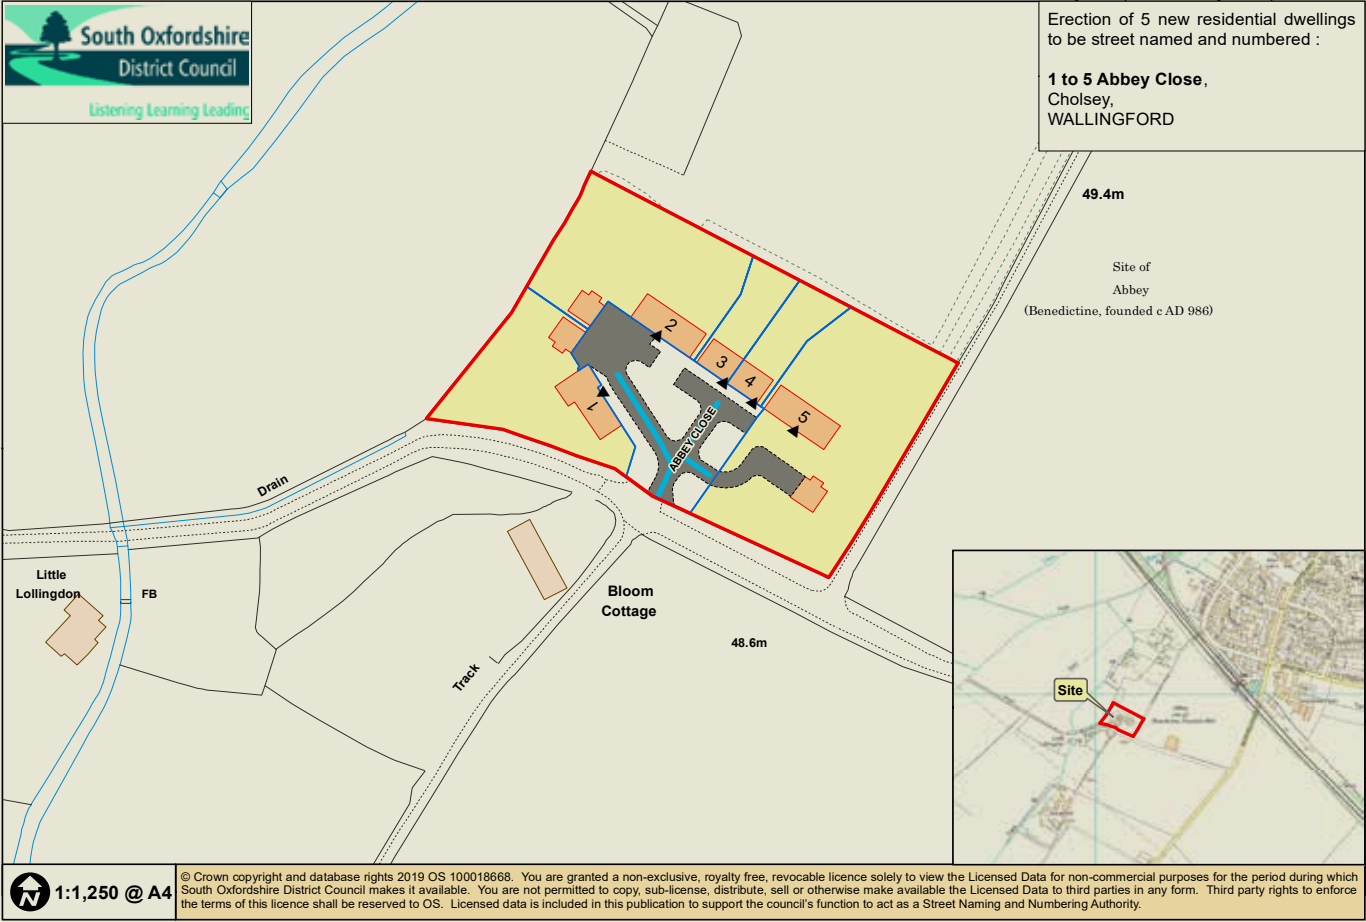 South Oxfordshire
District Council
Listening Learning Leading
Erection of 5 new residential dwellings
to be street named and numbered :
1 to 5 Abbey Close,
Cholsey,
WALLINGFORD
49.4m
Site of
Abbey
(Benedictine, founded c AD 986)
2
3
4
5
1
ABBEY CLOSE
Drain
Little
Lollingdon
FB
Bloom
Cottage
48.6m
Track
Site
N
1:1,250 @ A4
© Crown copyright and database rights 2019 OS 100018668. You are granted a non-exclusive, royalty free, revocable licence solely to view the Licensed Data for non-commercial purposes for the period during which
South Oxfordshire District Council makes it available. You are not permitted to copy, sub-license, distribute, sell or otherwise make available the Licensed Data to third parties in any form. Third party rights to enforce
the terms of this licence shall be reserved to OS. Licensed data is included in this publication to support the council's function to act as a Street Naming and Numbering Authority.